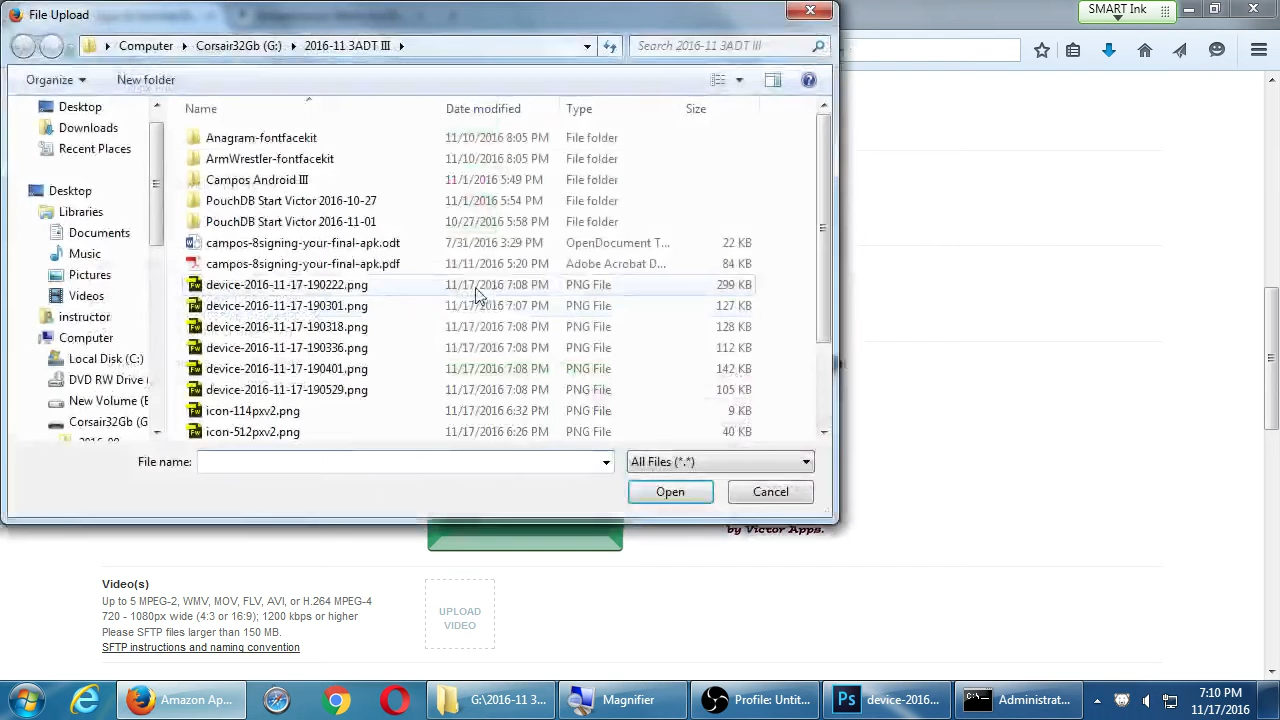 File Upload
SMART Ink
Computer
Corsair32Gb (G:)
2016-11 3ADT III
Search 2016-11 3ADT III
Organize
New folder
Name
Date modified
Type
Size
Desktop
Downloads
Recent Places
Desktop
Libraries
Documents
Music
Pictures
Videos
instructor
Computer
Local Disk (C:)
DVD RW Drive (
New Volume (E
Corsair32Gb (G
Anagram-fontfacekit 11/10/2016 8:05 PM File folder
ArmWrestler-fontfacekit 11/10/2016 8:05 PM File folder
Campos Android III 11/1/2016 5:49 PM File folder
PouchDB Start Victor 2016-10-27 11/1/2016 5:54 PM File folder
PouchDB Start Victor 2016-11-01 10/27/2016 5:58 PM File folder
campos-8signing-your-final-apk.odt 7/31/2016 3:29 PM OpenDocument T... 22 KB
campos-8signing-your-final-apk.pdf 11/11/2016 5:20 PM Adobe Acrobat D... 84 KB
device-2016-11-17-190222.png 11/17/2016 7:08 PM PNG File 299 KB
device-2016-11-17-190301.png 11/17/2016 7:07 PM PNG File 127 KB
device-2016-11-17-190318.png 11/17/2016 7:08 PM PNG File 128 KB
device-2016-11-17-190336.png 11/17/2016 7:08 PM PNG File 112 KB
device-2016-11-17-190401.png 11/17/2016 7:08 PM PNG File 142 KB
device-2016-11-17-190529.png 11/17/2016 7:08 PM PNG File 105 KB
icon-114pxv2.png 11/17/2016 6:32 PM PNG File 9 KB
icon-512pxv2.png 11/17/2016 6:26 PM PNG File 40 KB
File name:
All Files (*.*)
Open
Cancel
by Victor Apps.
Video(s)
Up to 5 MPEG-2, WMV, MOV, FLV, AVI, or H.264 MPEG-4
720 - 1080px wide (4:3 or 16:9); 1200 kbps or higher
Please SFTP files larger than 150 MB.
SFTP instructions and naming convention
UPLOAD
VIDEO
Amazon Ap...
G:\2016-11 3...
Magnifier
Profile: Untit...
Ps
device-2016...
Administrat...
7:10 PM
11/17/2016